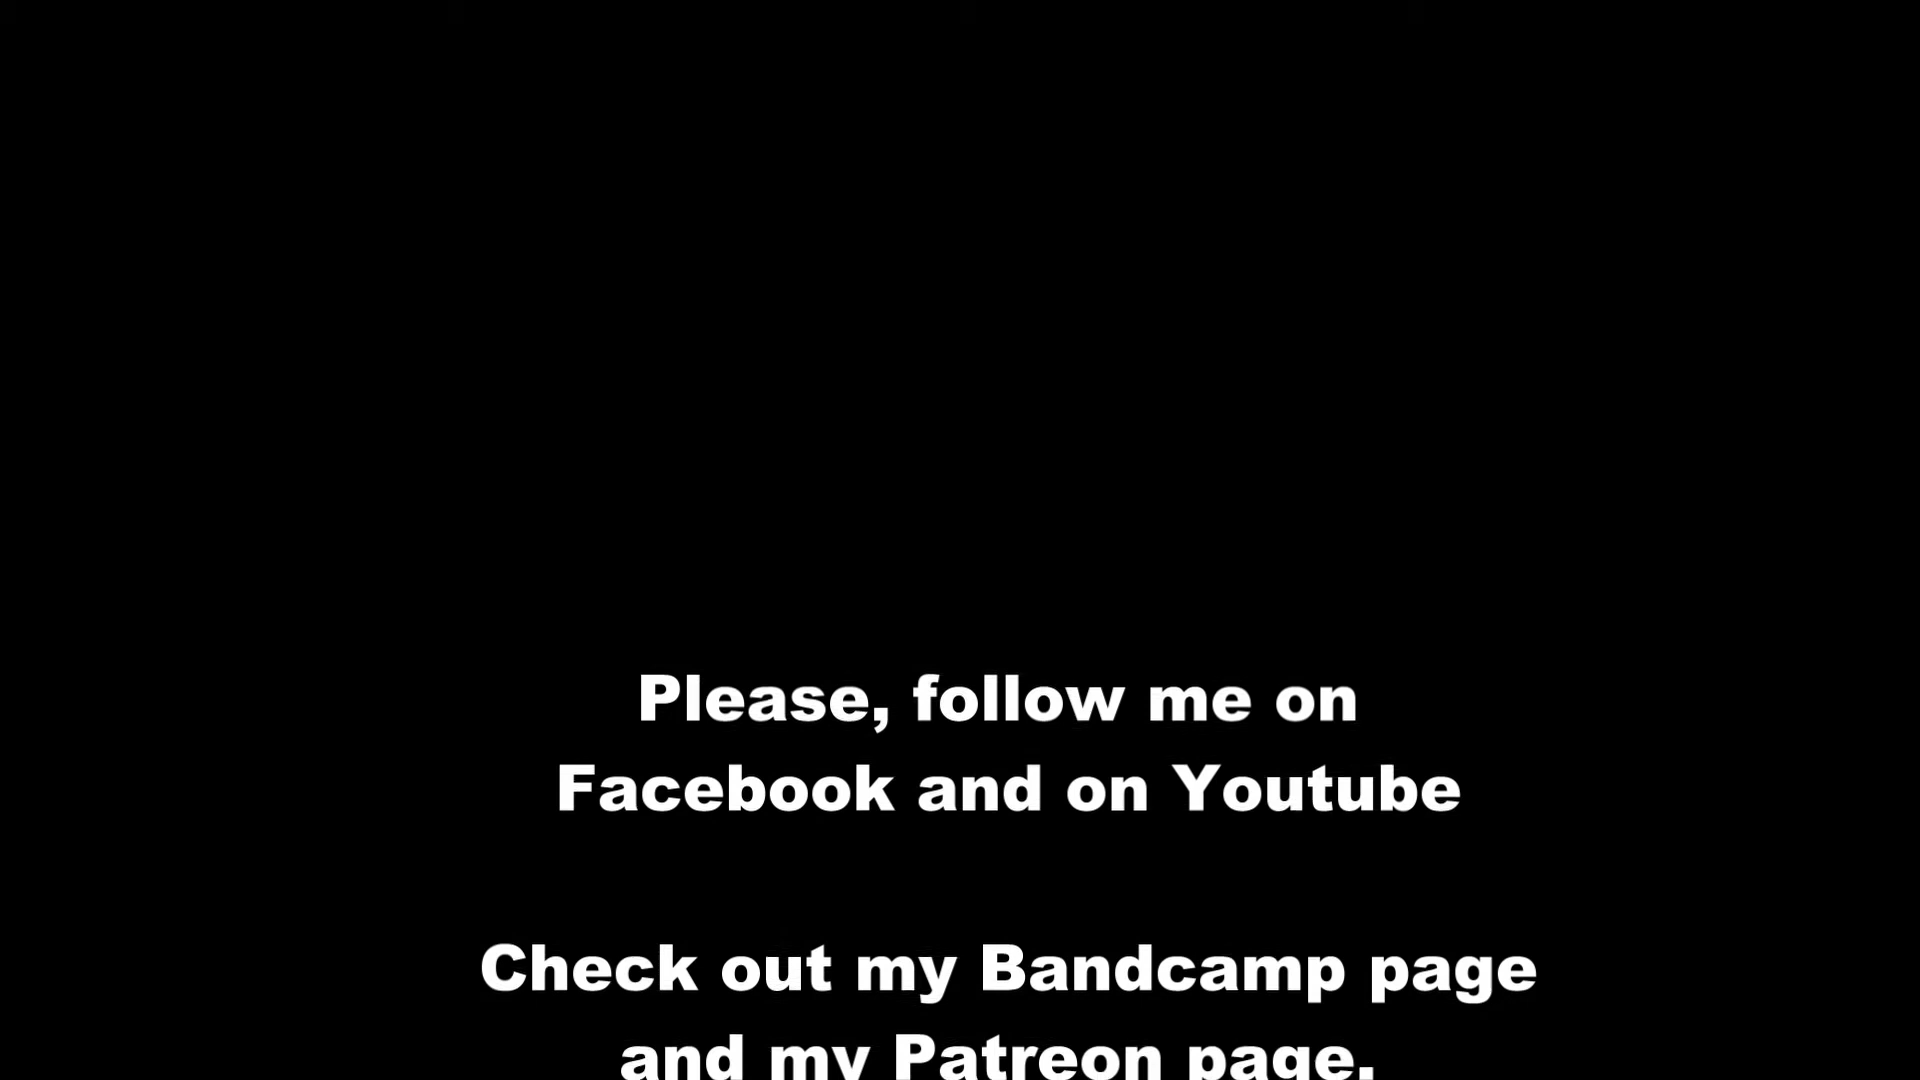 Please, follow me on
Facebook and on Youtube
Check out my Bandcamp page
and my Patreon page.